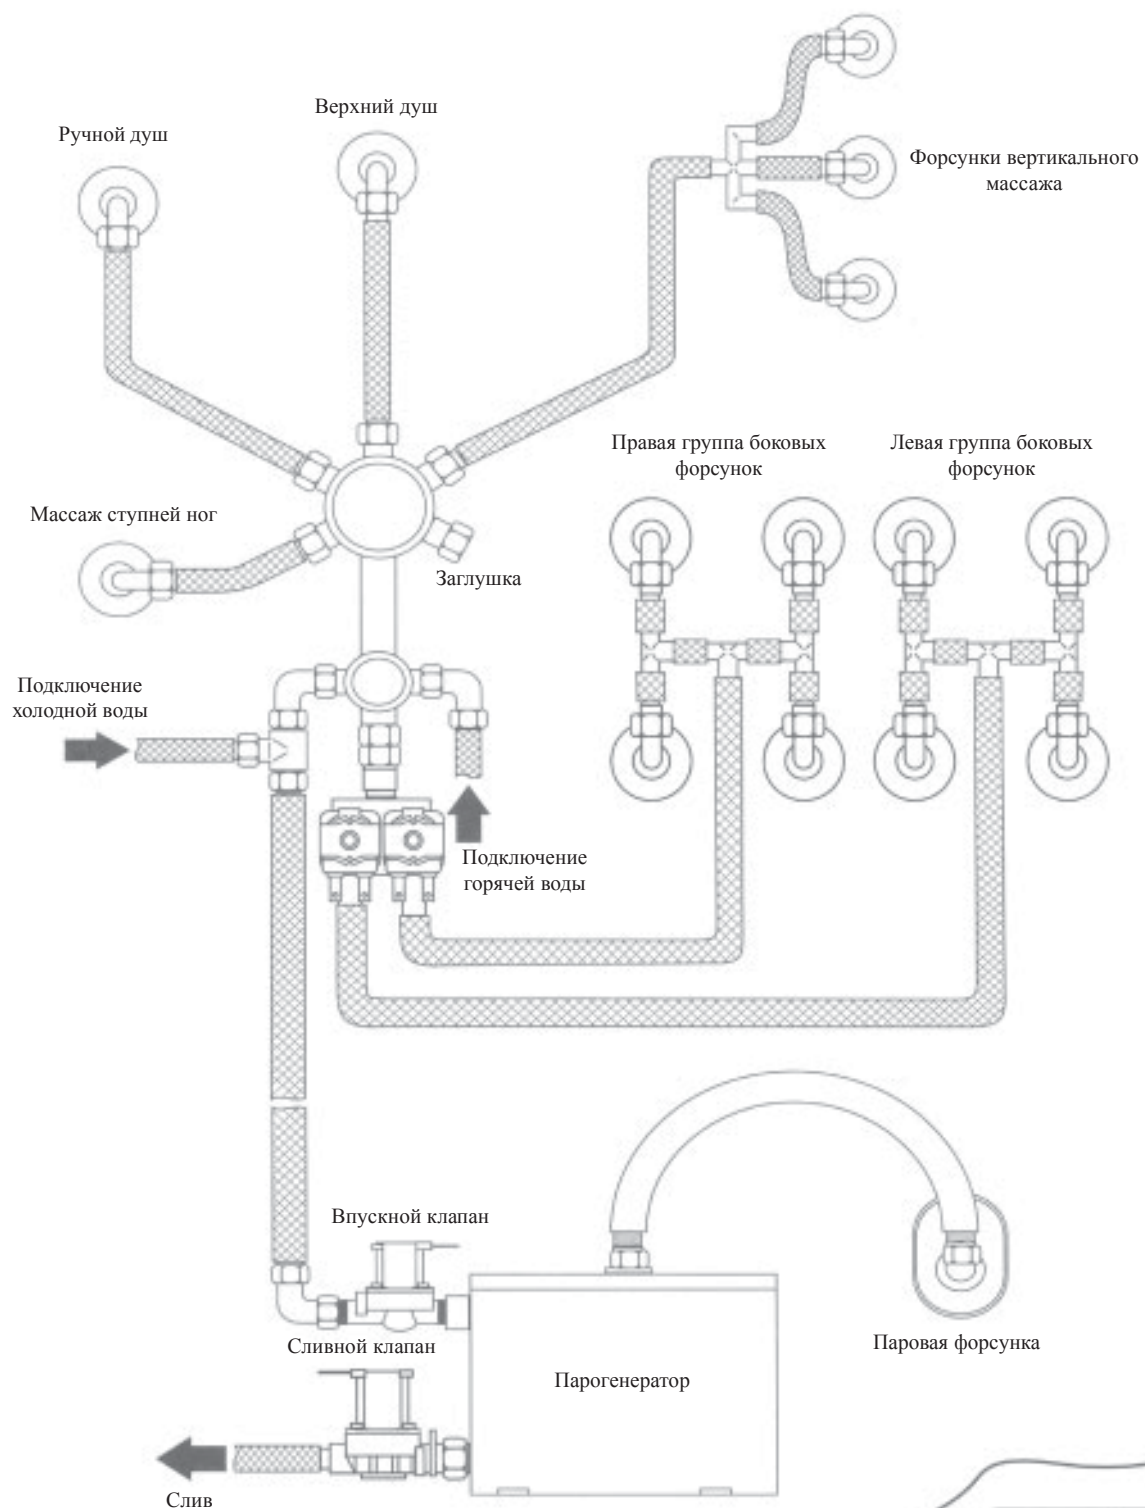 Верхний душ
Ручной душ
Форсунки вертикального
массажа
Правая группа боковых
форсунок
Левая группа боковых
форсунок
Массаж ступней ног
Заглушка
Подключение
холодной воды
Подключение
горячей воды
Впускной клапан
Сливной клапан
Паровая форсунка
Парогенератор
Слив